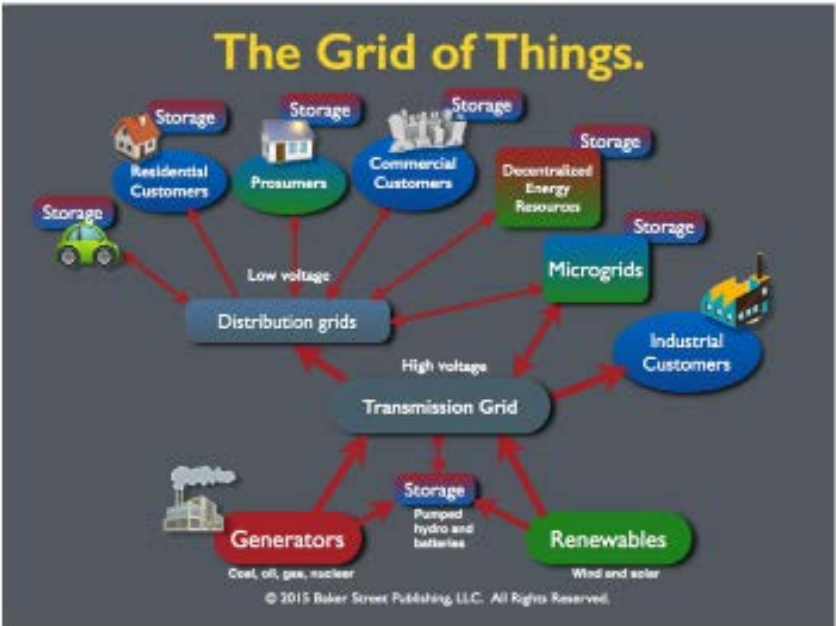 The Grid of Things.
Storage
Storage
Storage
Residential
Customers
Prosumers
Commercial
Customers
Storage
Decentralized
Energy
Resources
Storage
Storage
Microgrids
Low voltage
Distribution grids
Industrial
Customers
High voltage
Transmission Grid
Storage
Pumped
hydro and
batteries
Generators
Renewables
Coal, oil, gas, nuclear
Wind and solar
© 2015 Baker Street Publishing, LLC. All Rights Reserved.